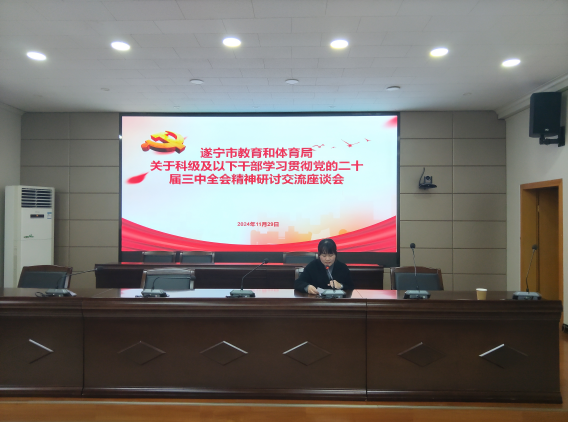 遂宁市教育和体育局
关于科级及以下干部学习贯彻党的二十
届三中全会精神研讨交流座谈会
2024年11月29日